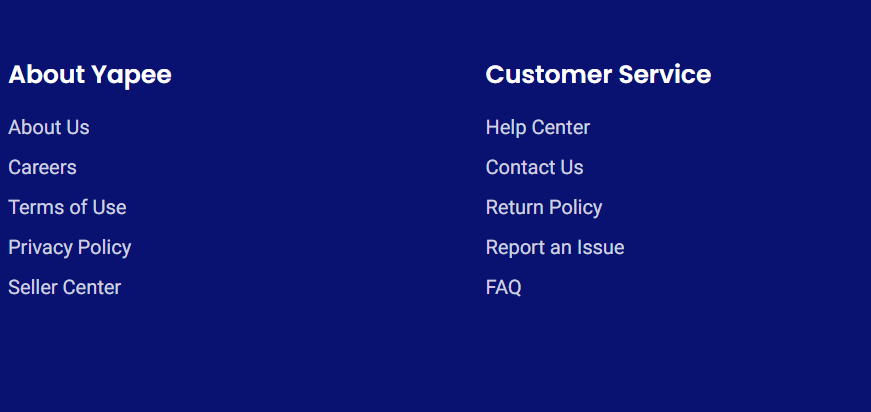 About Yapee
About Us
Careers
Terms of Use
Privacy Policy
Seller Center
Customer Service
Help Center
Contact Us
Return Policy
Report an Issue
FAQ